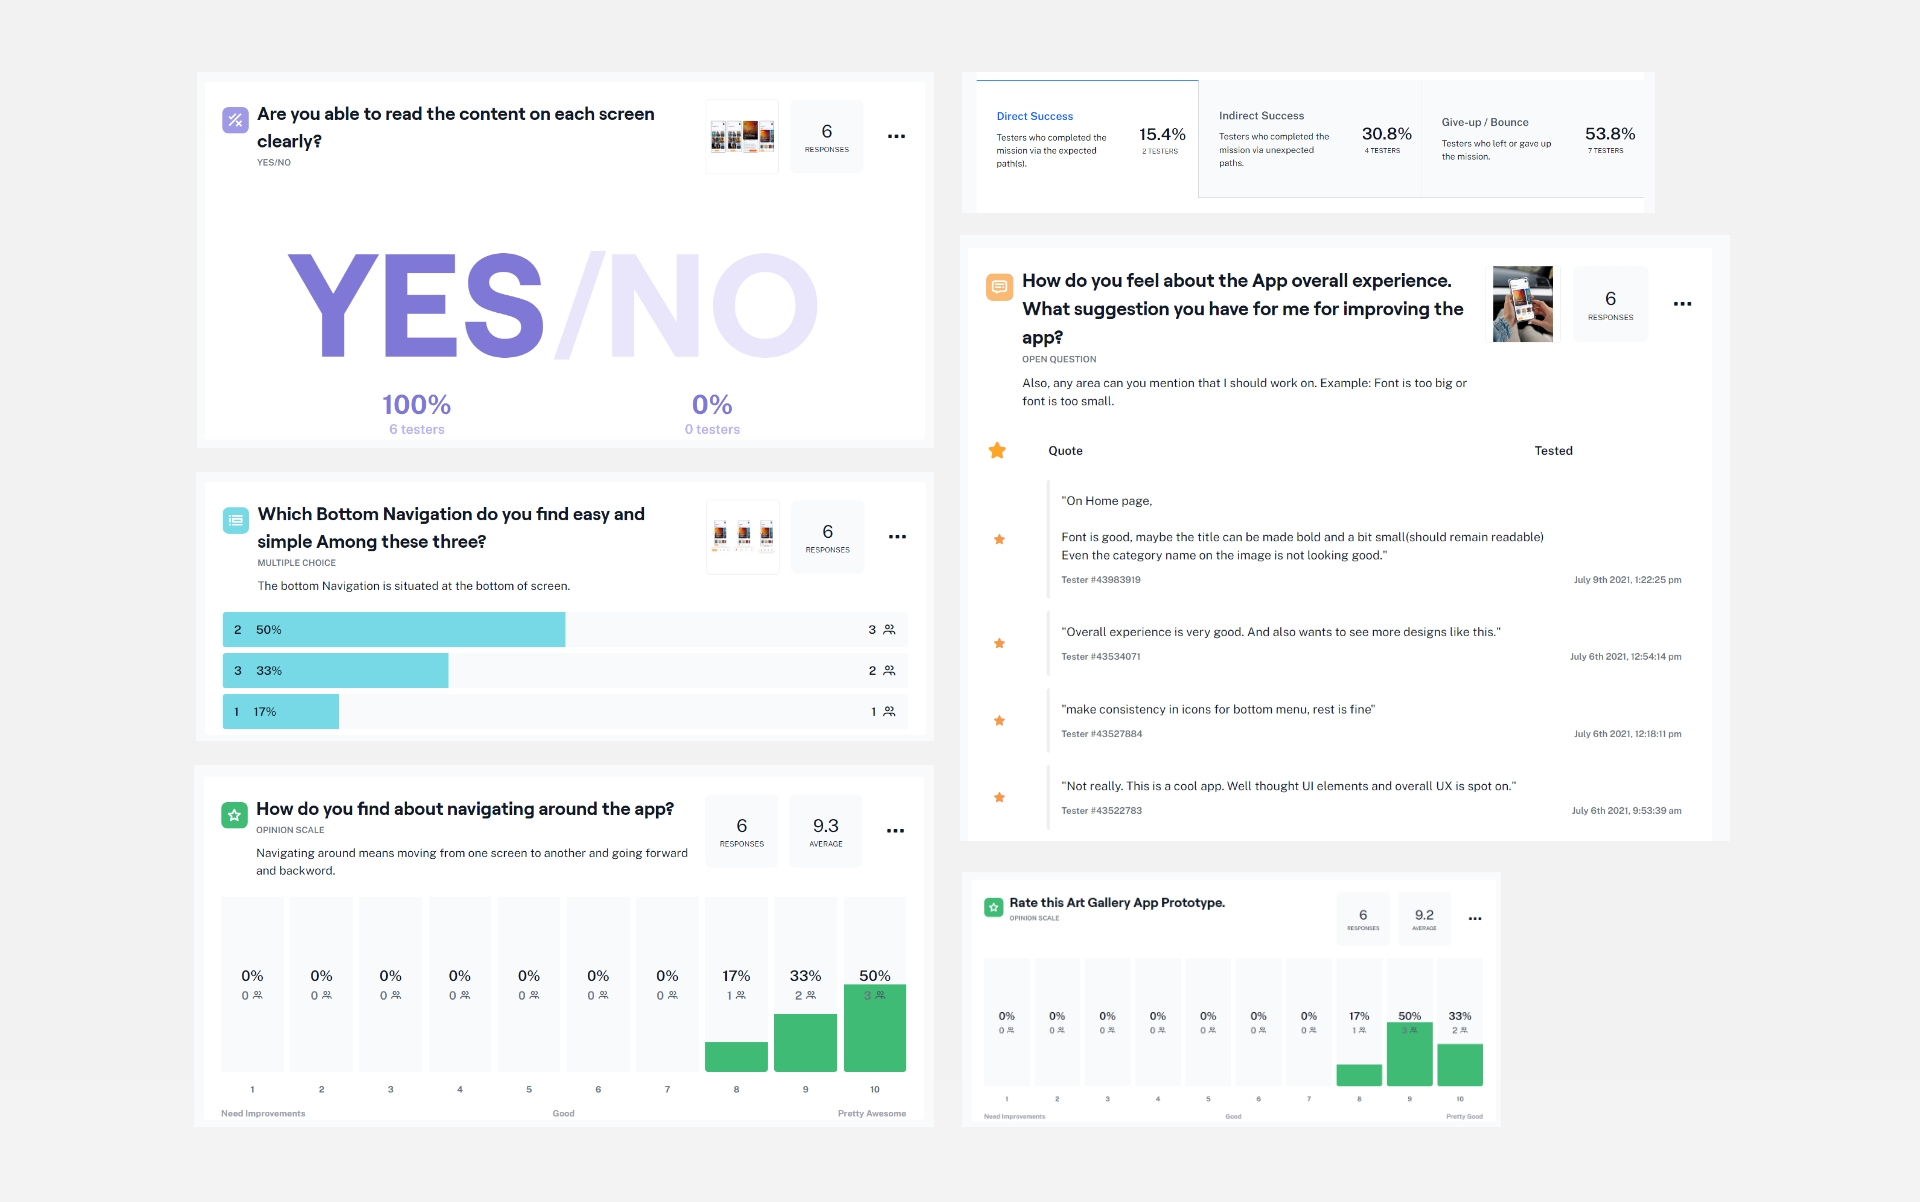 Are you able to read the content on each screen
clearly?
YES/NO
6
RESPONSES
YES/NO
100%
6 testers
0%
0 testers
Which Bottom Navigation do you find easy and
simple Among these three?
MULTIPLE CHOICE
The bottom Navigation is situated at the bottom of screen.
6
RESPONSES
2 50% 3
3 33% 2
1 17% 1
How do you find about navigating around the app?
OPINION SCALE
Navigating around means moving from one screen to another and going forward
and backword.
6
RESPONSES
9.3
AVERAGE
0% 0% 0% 0% 0% 0% 0% 17% 33% 50%
0 0 0 0 0 0 0 1 2 3
1 2 3 4 5 6 7 8 9 10
Need Improvements Good Pretty Awesome
Direct Success
Testers who completed the
mission via the expected
path(s).
15.4%
2 TESTERS
Indirect Success
Testers who completed the
mission via unexpected
paths.
30.8%
4 TESTERS
Give-up / Bounce
Testers who left or gave up
the mission.
53.8%
7 TESTERS
How do you feel about the App overall experience.
What suggestion you have for me for improving the
app?
OPEN QUESTION
Also, any area can you mention that I should work on. Example: Font is too big or
font is too small.
6
RESPONSES
Quote Tested
"On Home page,
Font is good, maybe the title can be made bold and a bit small(should remain readable)
Even the category name on the image is not looking good."
Tester #43983919 July 9th 2021, 1:22:25 pm
"Overall experience is very good. And also wants to see more designs like this."
Tester #43534071 July 6th 2021, 12:54:14 pm
"make consistency in icons for bottom menu, rest is fine"
Tester #43527884 July 6th 2021, 12:18:11 pm
"Not really. This is a cool app. Well thought UI elements and overall UX is spot on."
Tester #43522783 July 6th 2021, 9:53:39 am
Rate this Art Gallery App Prototype.
OPINION SCALE
6
RESPONSES
9.2
AVERAGE
0% 0% 0% 0% 0% 0% 0% 17% 50% 33%
0 0 0 0 0 0 0 1 3 2
1 2 3 4 5 6 7 8 9 10
Need Improvements Good Pretty Good